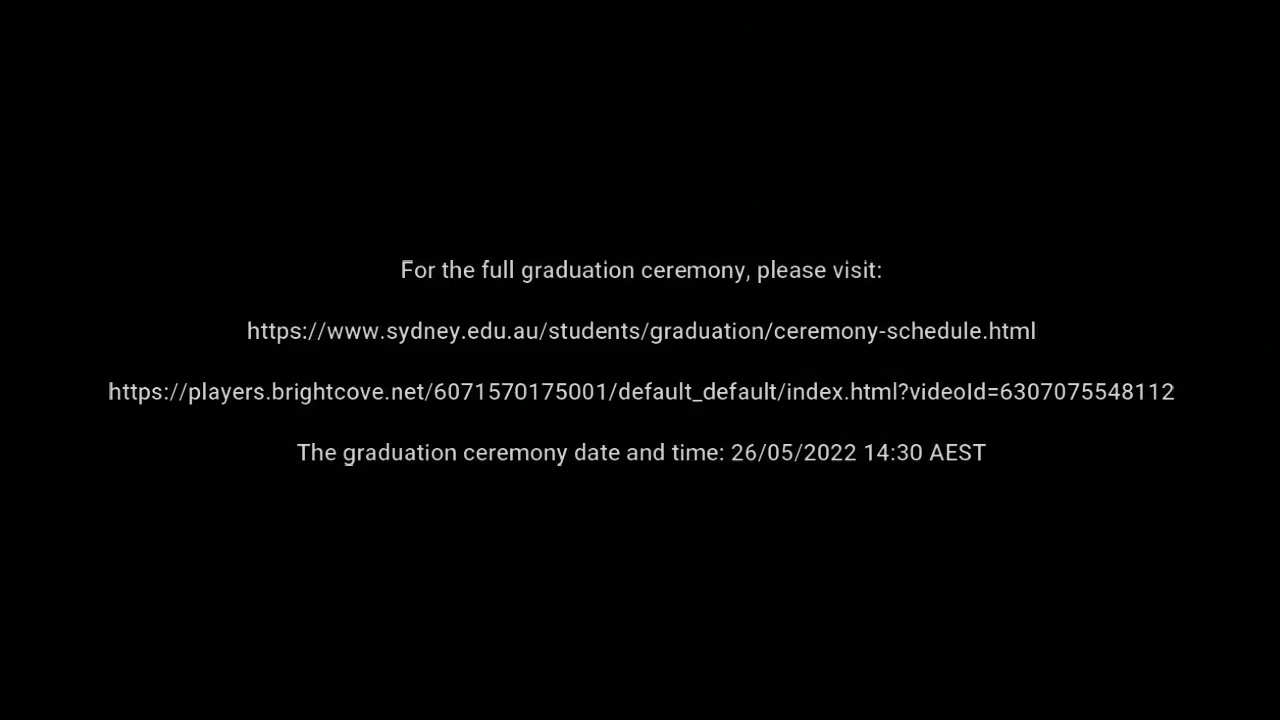 For the full graduation ceremony, please visit:
https://www.sydney.edu.au/students/graduation/ceremony-schedule.html
https://players.brightcove.net/6071570175001/default_default/index.html?videoId=6307075548112
The graduation ceremony date and time: 26/05/2022 14:30 AEST